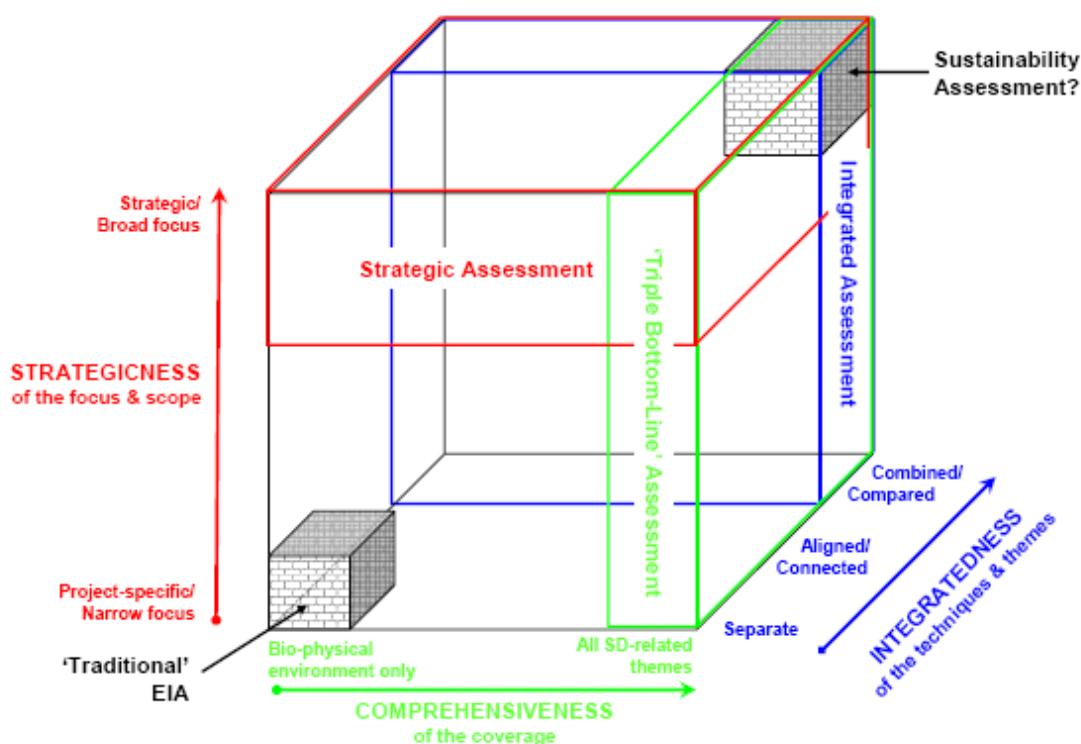 Sustainability
Assessment?
Strategic/
Broad focus
Strategic Assessment
'Triple Bottom-Line' Assessment
Integrated Assessment
STRATEGICNESS
of the focus & scope
Combined/
Compared
Aligned/
Connected
Separate
INTEGRATEDNESS
of the techniques & themes
Project-specific/
Narrow focus
'Traditional'
EIA
Bio-physical
environment only
All SD-related
themes
COMPREHENSIVENESS
of the coverage